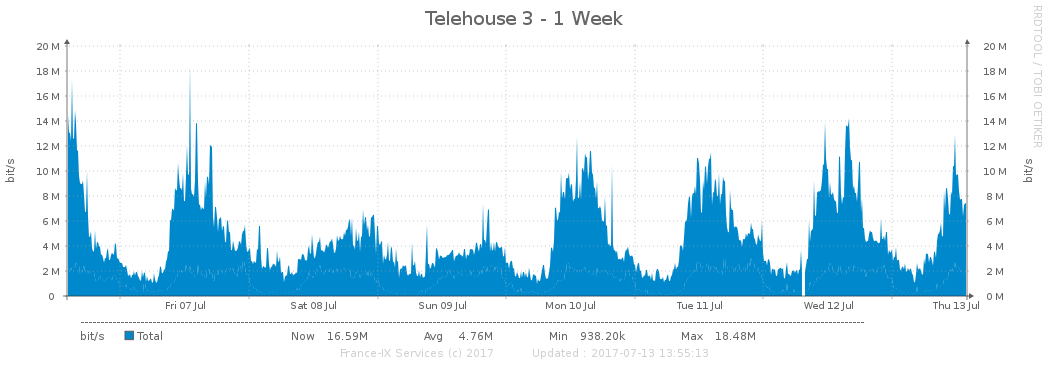 Telehouse 3 - 1 Week
RRDTOOL / TOBI OETIKER
bit/s
20 M 20 M
18 M 18 M
16 M 16 M
14 M 14 M
12 M 12 M
10 M 10 M
8 M 8 M
6 M 6 M
4 M 4 M
2 M 2 M
0 0 M
bit/s
Fri 07 Jul Sat 08 Jul Sun 09 Jul Mon 10 Jul Tue 11 Jul Wed 12 Jul Thu 13 Jul
bit/s Total Now 16.59M Avg 4.76M Min 938.20k Max 18.48M
France-IX Services (c) 2017 Updated : 2017-07-13 13:55:13